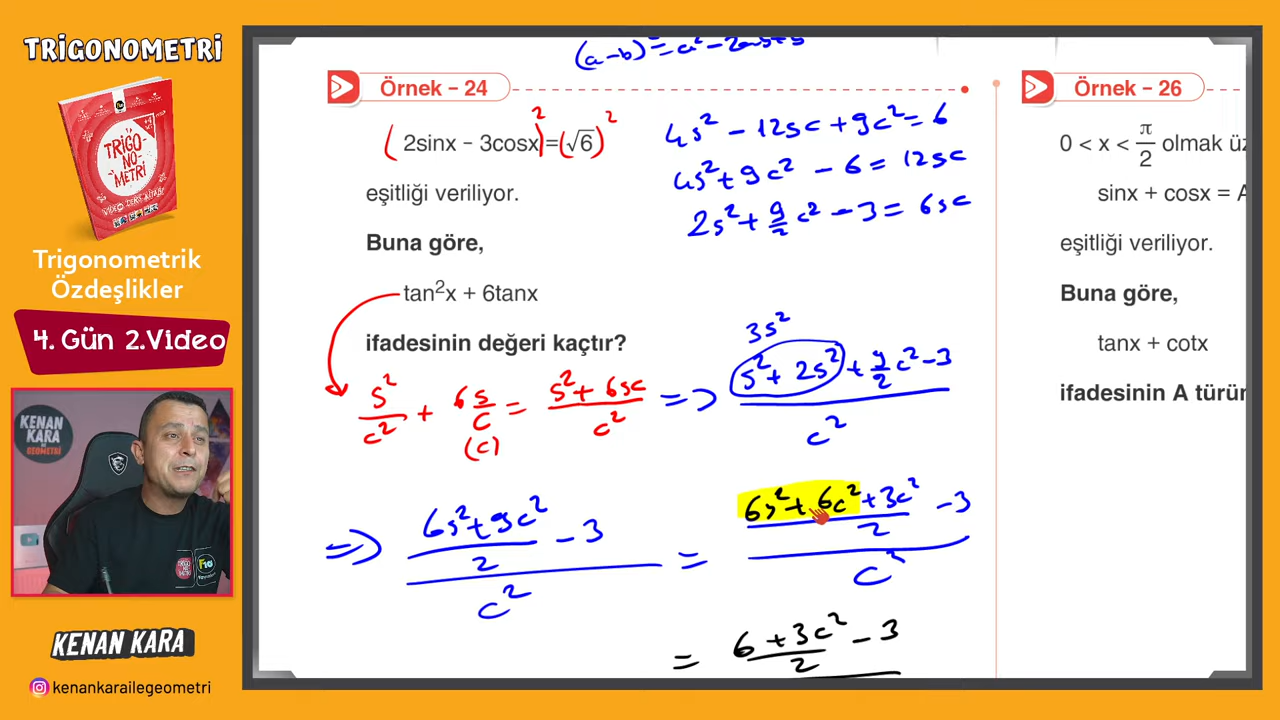 TRİGONOMETRİ
TRİGO-
NO-
METRİ
Trigonometrik
Özdeşlikler
4. Gün 2.Video
KENAN
KARA
GEOMETRİ
KENAN KARA
kenankarailegeometri
(a-b)² = a² - 2ab + b²
Örnek – 24
(2sinx - 3cosx)² = (√6)²
eşitliği veriliyor.
Buna göre,
tan²x + 6tanx
ifadesinin değeri kaçtır?
4s² - 12sc + 9c² = 6
4s² + 9c² - 6 = 12sc
2s² + 9/2 c² - 3 = 6sc
3s²
s²/c² + 6s/c (c) = (s² + 6sc)/c² => (s² + 2s² + 9/2 c² - 3)/c²
=> ((6s² + 9c²)/2 - 3)/c² = ((6s² + 6c² + 3c²)/2 - 3)/c²
= (6 + 3c²)/2 - 3
Örnek – 26
0 < x < π/2 olmak üz
sinx + cosx = A
eşitliği veriliyor.
Buna göre,
tanx + cotx
ifadesinin A türün